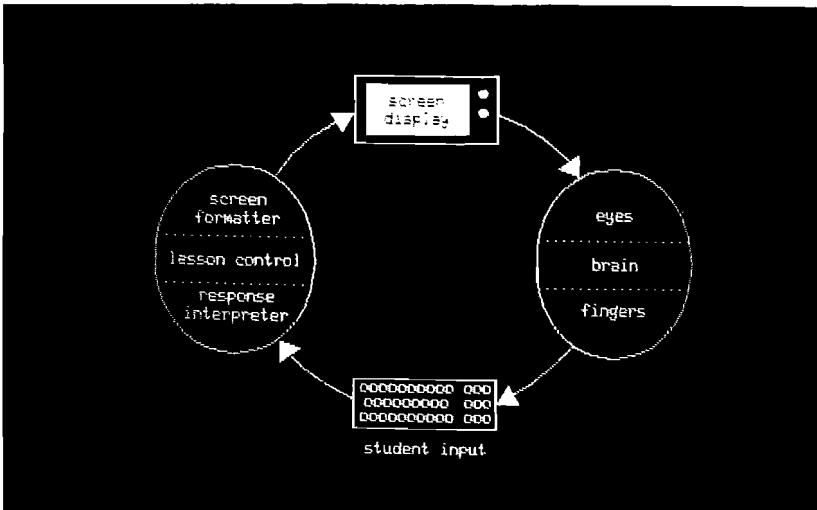 screen
display
screen
formatter
lesson control
response
interpreter
eyes
brain
fingers
student input